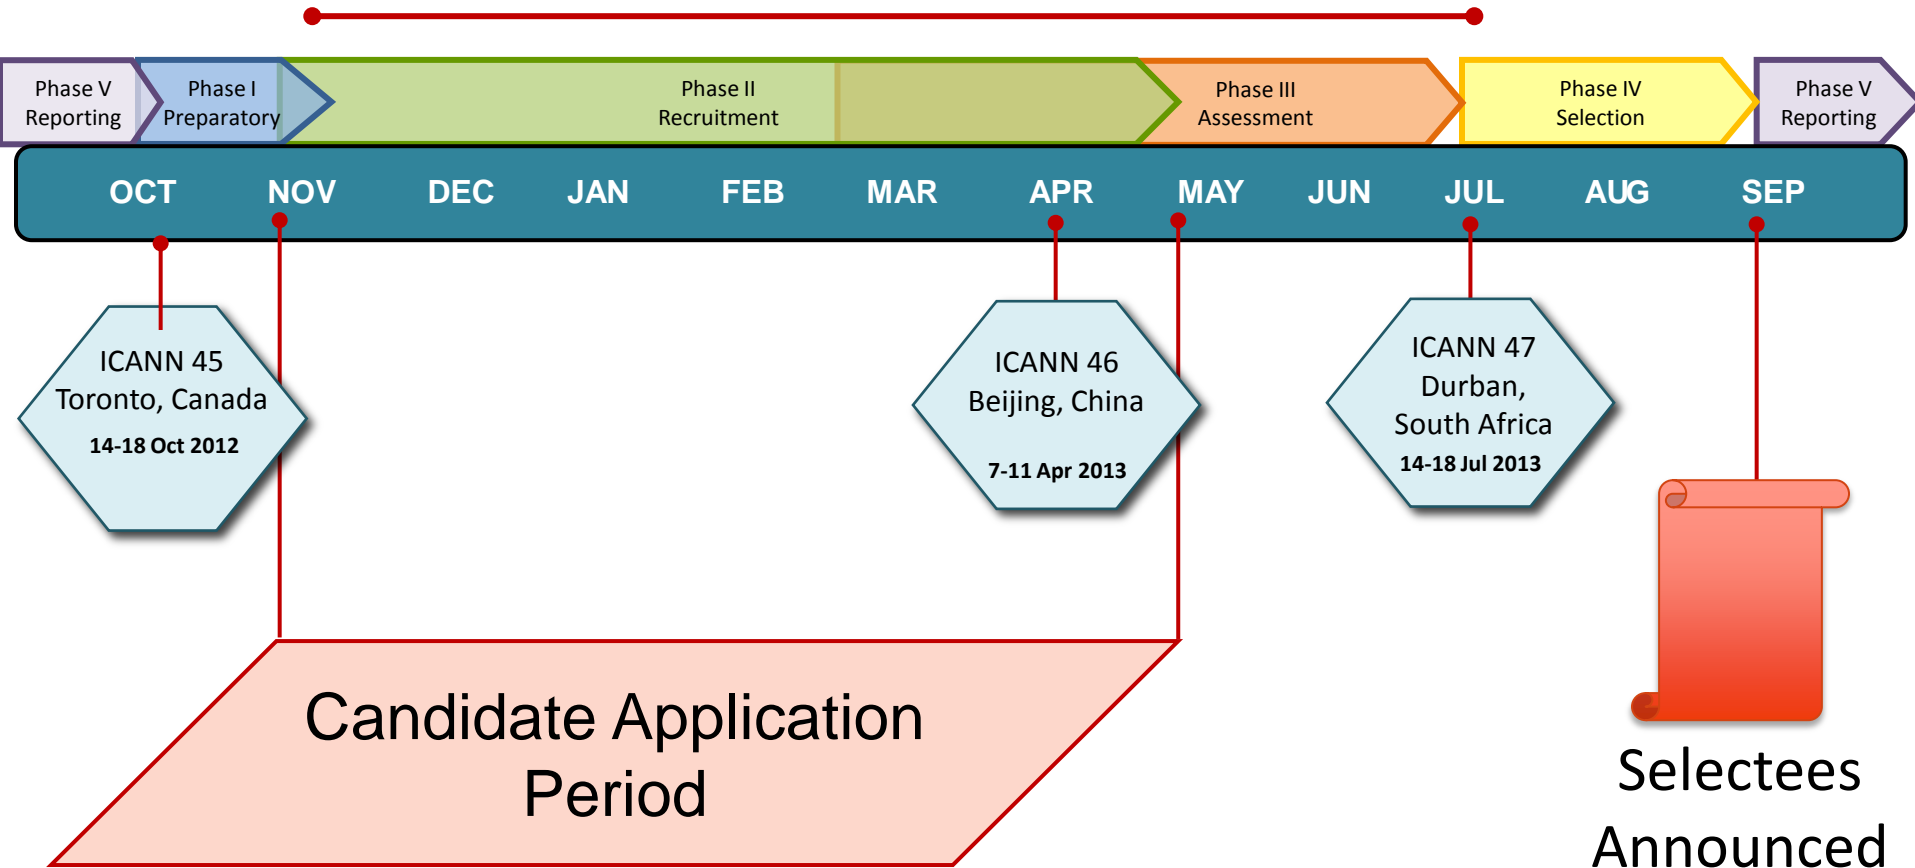 Phase V
Reporting
Phase I
Preparatory
Phase II
Recruitment
Phase III
Assessment
Phase IV
Selection
Phase V
Reporting
OCT NOV DEC JAN FEB MAR APR MAY JUN JUL AUG SEP
ICANN 45
Toronto, Canada
14-18 Oct 2012
ICANN 46
Beijing, China
7-11 Apr 2013
ICANN 47
Durban,
South Africa
14-18 Jul 2013
Candidate Application
Period
Selectees
Announced